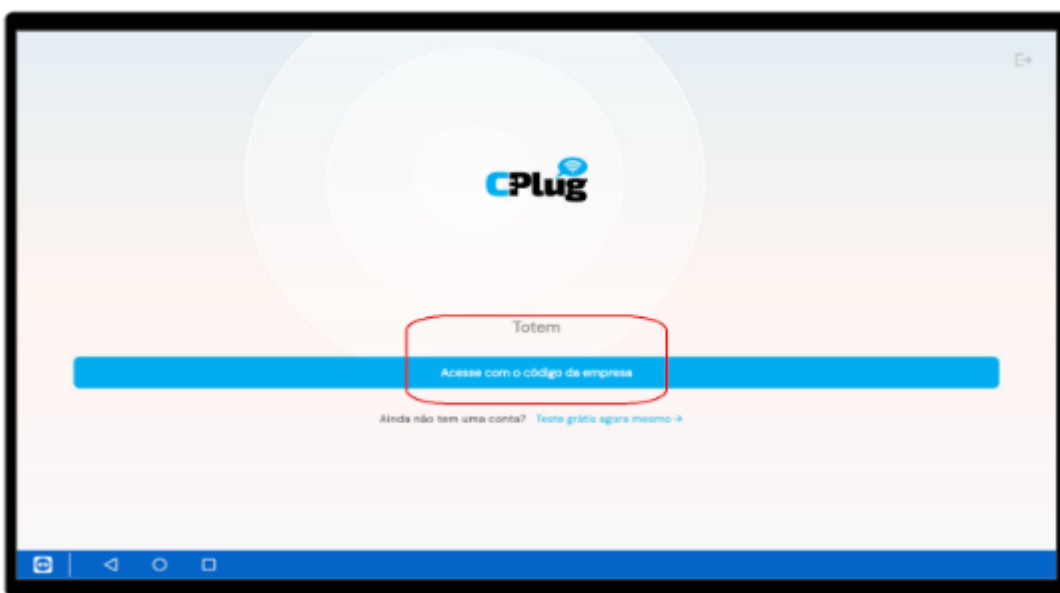 CPlug
Totem
Acesse com o código da empresa
Ainda não tem uma conta? Teste grátis agora mesmo →